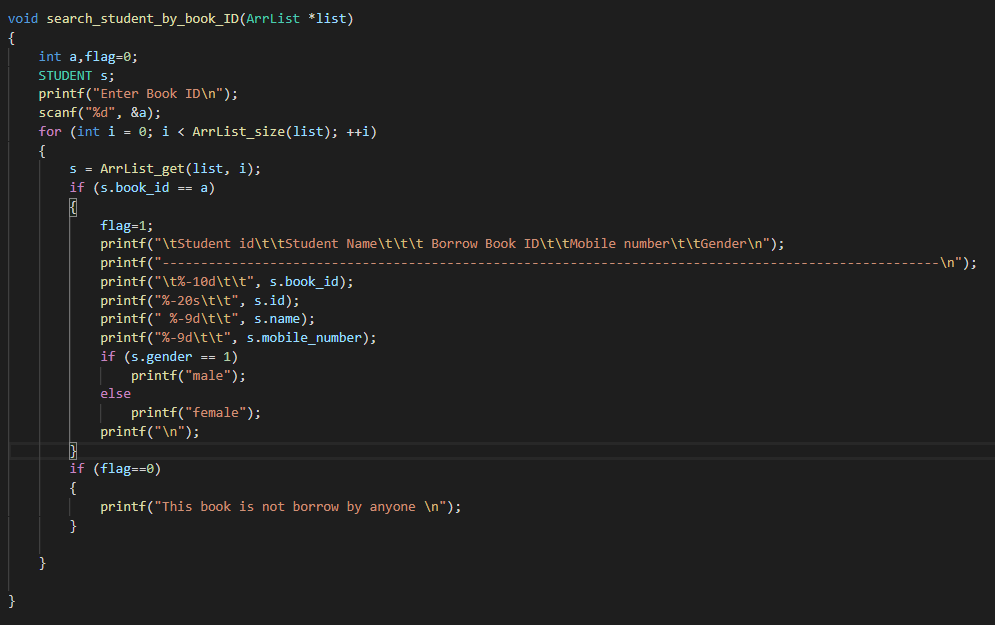 void search_student_by_book_ID(ArrList *list)
{
    int a,flag=0;
    STUDENT s;
    printf("Enter Book ID\n");
    scanf("%d", &a);
    for (int i = 0; i < ArrList_size(list); ++i)
    {
        s = ArrList_get(list, i);
        if (s.book_id == a)
        {
            flag=1;
            printf("\tStudent id\t\tStudent Name\t\t\t Borrow Book ID\t\tMobile number\t\tGender\n");
            printf("-----------------------------------------------------------------------------------------------------\n");
            printf("\t%-10d\t\t", s.book_id);
            printf("%-20s\t\t", s.id);
            printf(" %-9d\t\t", s.name);
            printf("%-9d\t\t", s.mobile_number);
            if (s.gender == 1)
                printf("male");
            else
                printf("female");
            printf("\n");
        }
        if (flag==0)
        {
            printf("This book is not borrow by anyone \n");
        }
    }
}